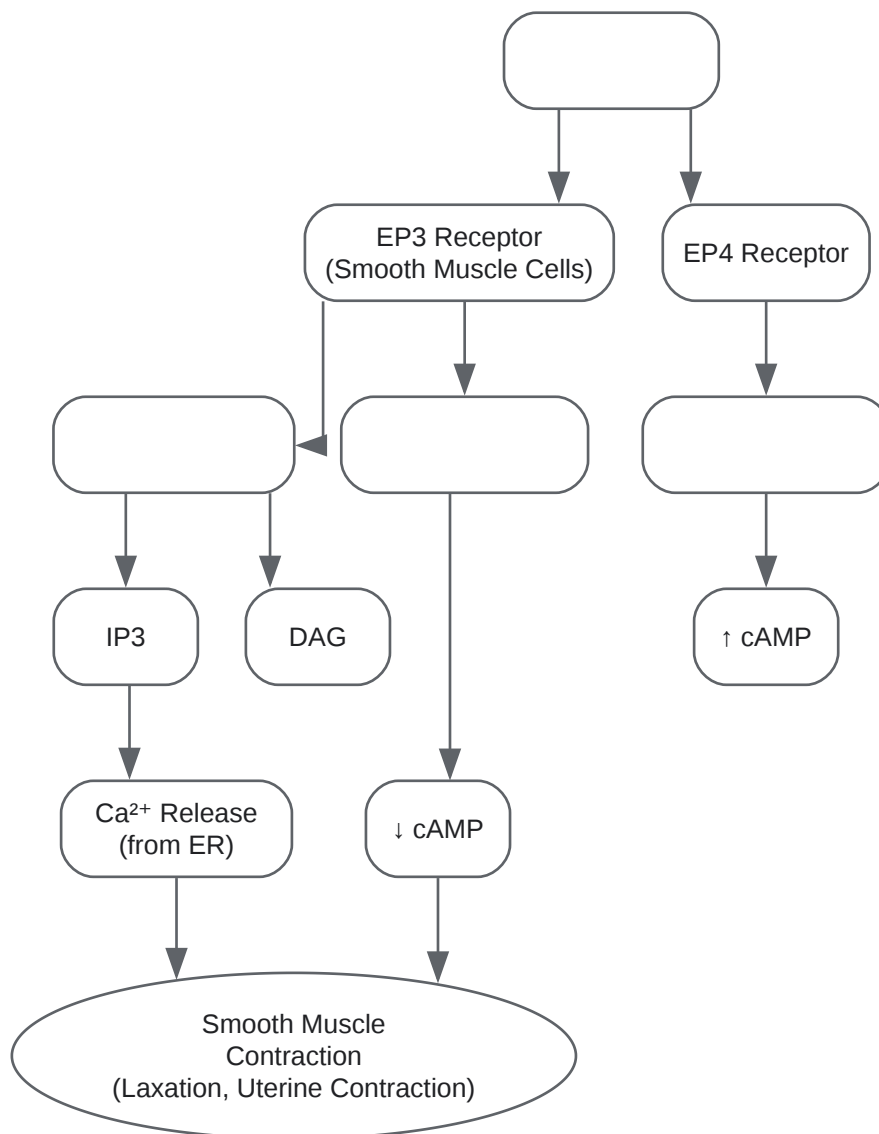 EP3 Receptor
(Smooth Muscle Cells)
EP4 Receptor
IP3
DAG
↑ cAMP
Ca²⁺ Release
(from ER)
↓ cAMP
Smooth Muscle
Contraction
(Laxation, Uterine Contraction)